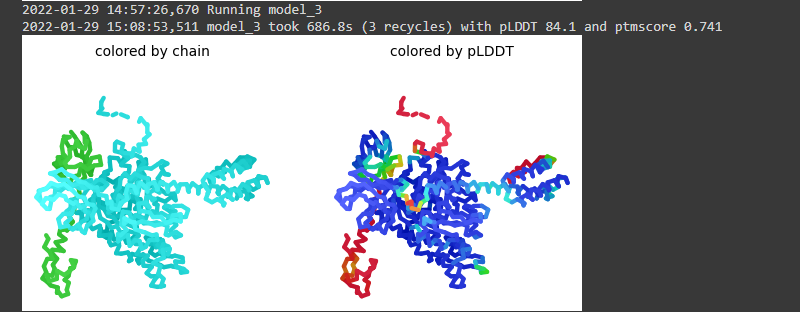 2022-01-29 14:57:26,670 Running model_3
2022-01-29 15:08:53,511 model_3 took 686.8s (3 recycles) with pLDDT 84.1 and ptmscore 0.741
colored by chain
colored by pLDDT